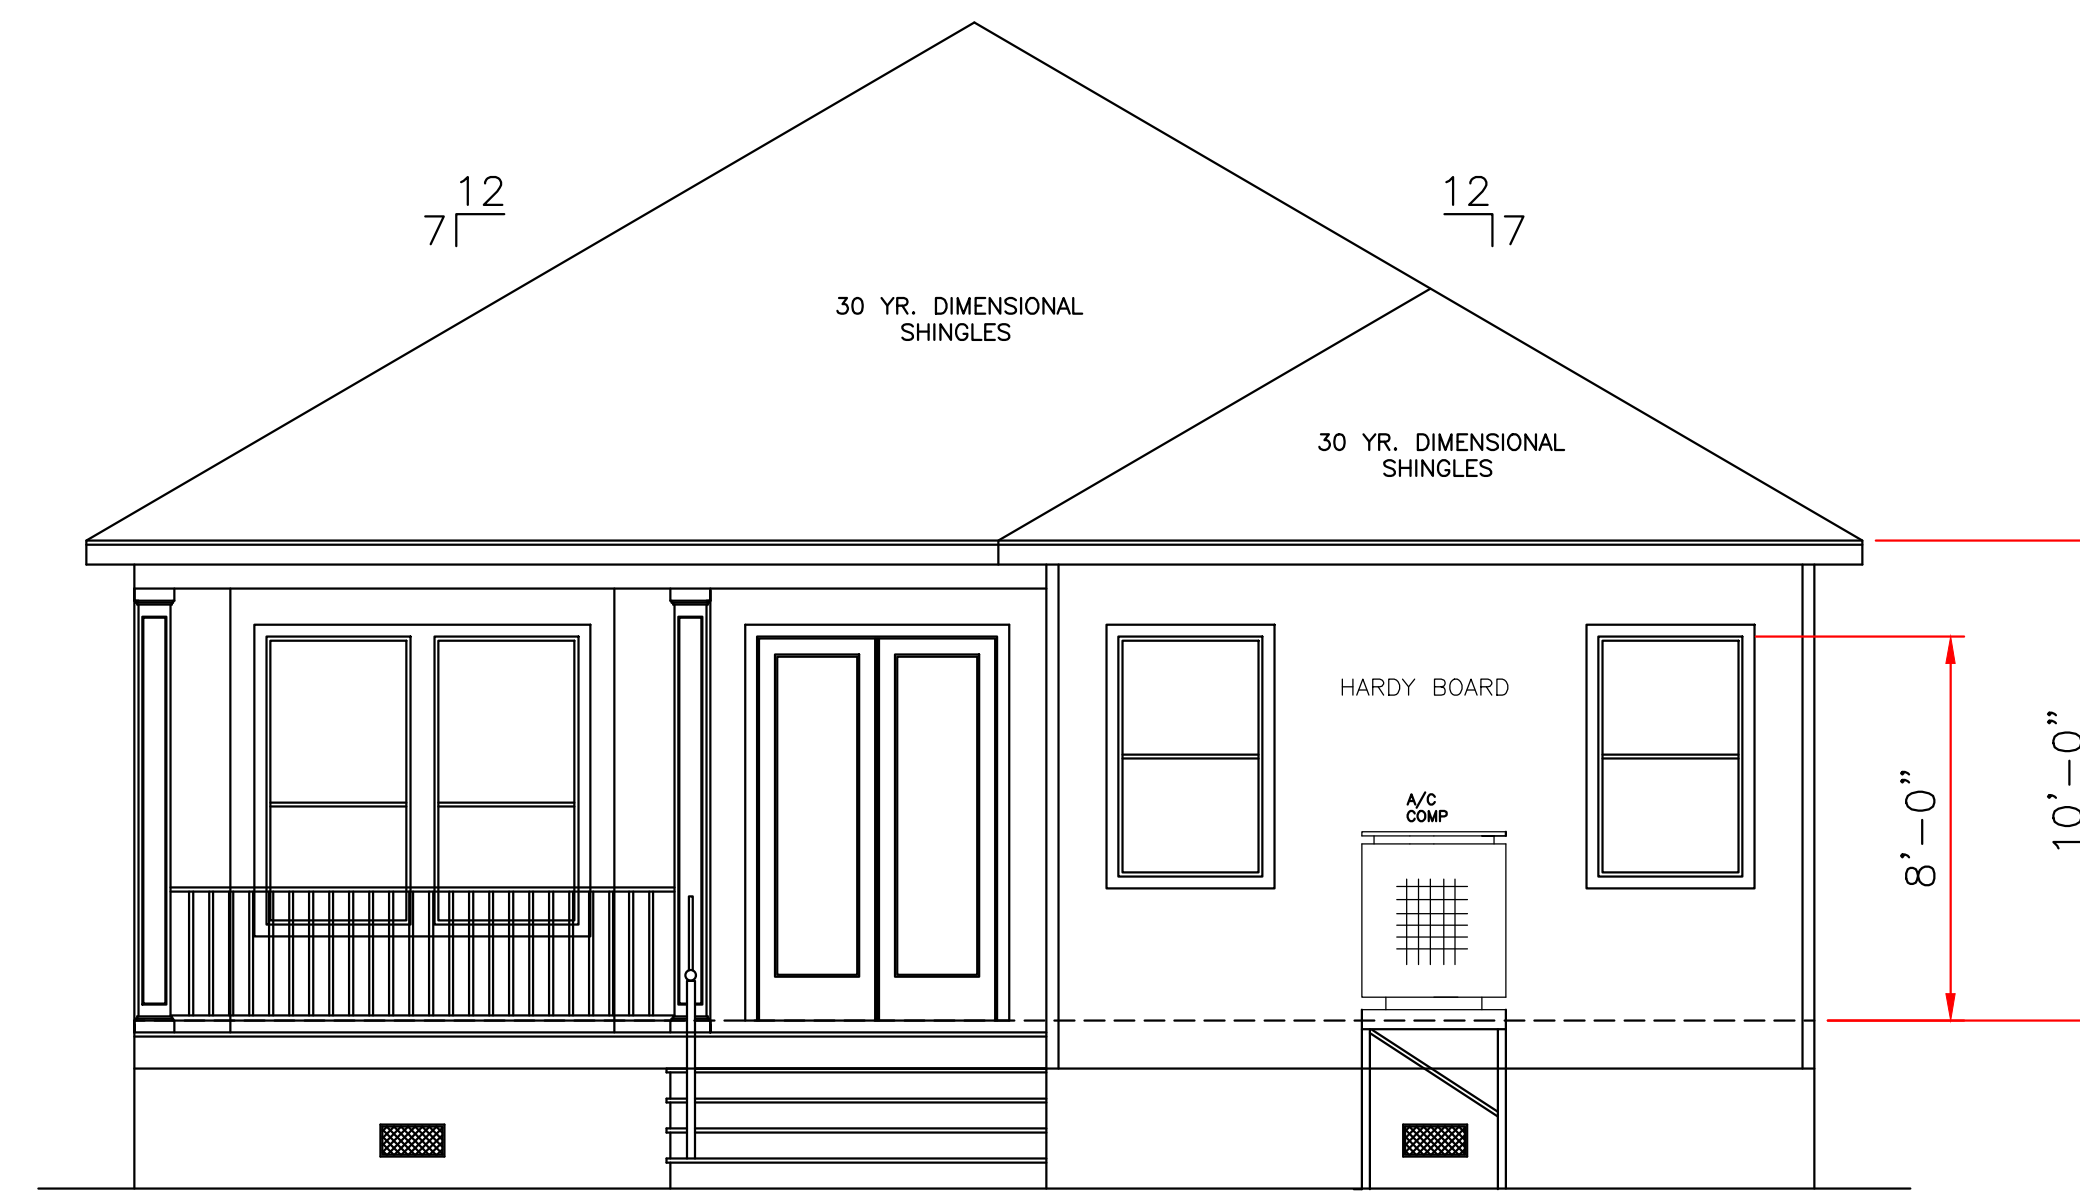 12
7
12
7
30 YR. DIMENSIONAL
SHINGLES
30 YR. DIMENSIONAL
SHINGLES
HARDY BOARD
A/C
COMP
8'-0"
10'-0"